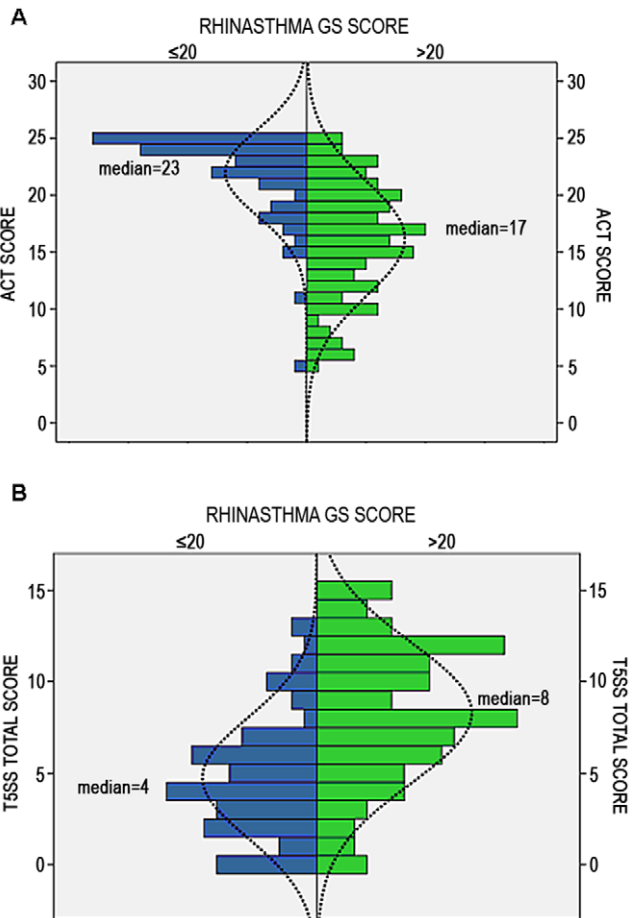 A
RHINASTHMA GS SCORE
≤20 >20
30 30
25 25
median=23
20 20
median=17
15 15
ACT SCORE ACT SCORE
10 10
5 5
0 0
B
RHINASTHMA GS SCORE
≤20 >20
15 15
10 10
median=8
T5SS TOTAL SCORE T5SS TOTAL SCORE
5 5
median=4
0 0